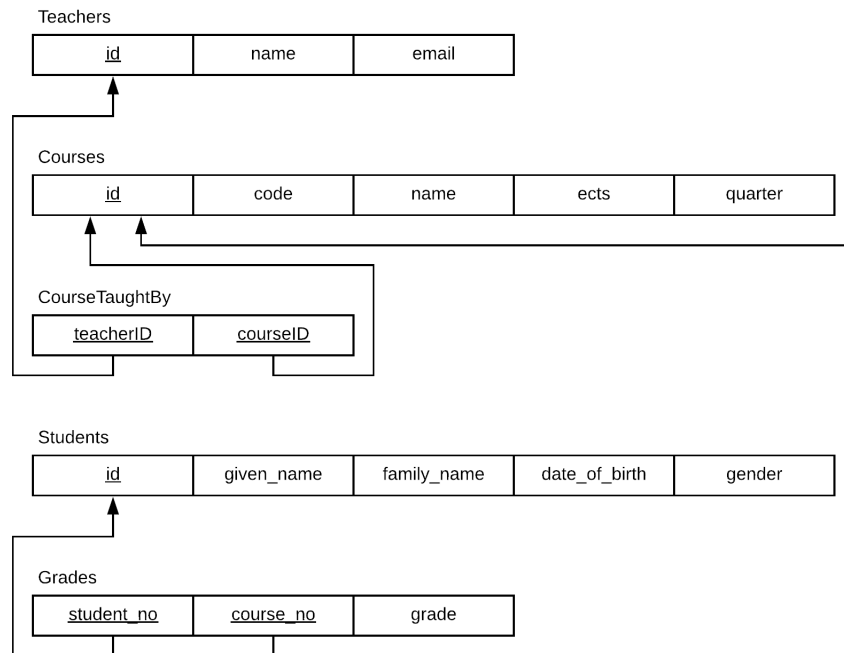 Teachers
id name email
Courses
id code name ects quarter
CourseTaughtBy
teacherID courseID
Students
id given_name family_name date_of_birth gender
Grades
student_no course_no grade